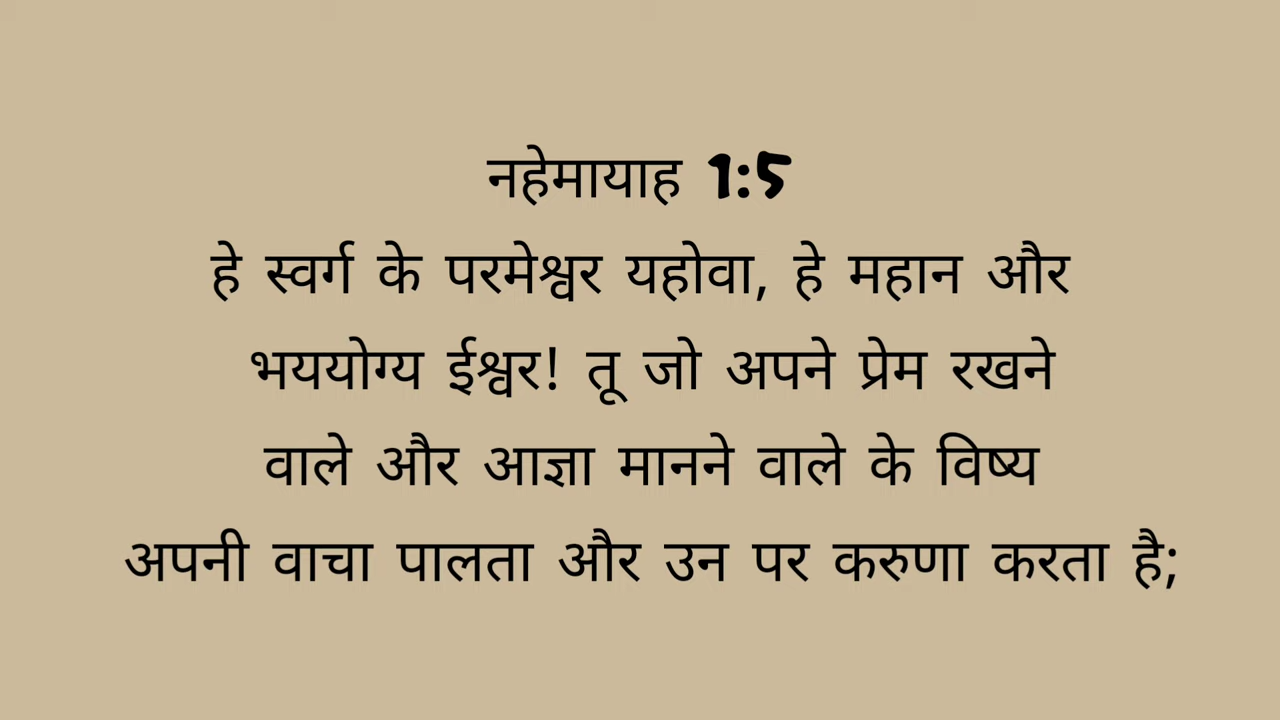 नहेमायाह 1:5
हे स्वर्ग के परमेश्वर यहोवा, हे महान और
भययोग्य ईश्वर! तू जो अपने प्रेम रखने
वाले और आज्ञा मानने वाले के विष्य
अपनी वाचा पालता और उन पर करुणा करता है;